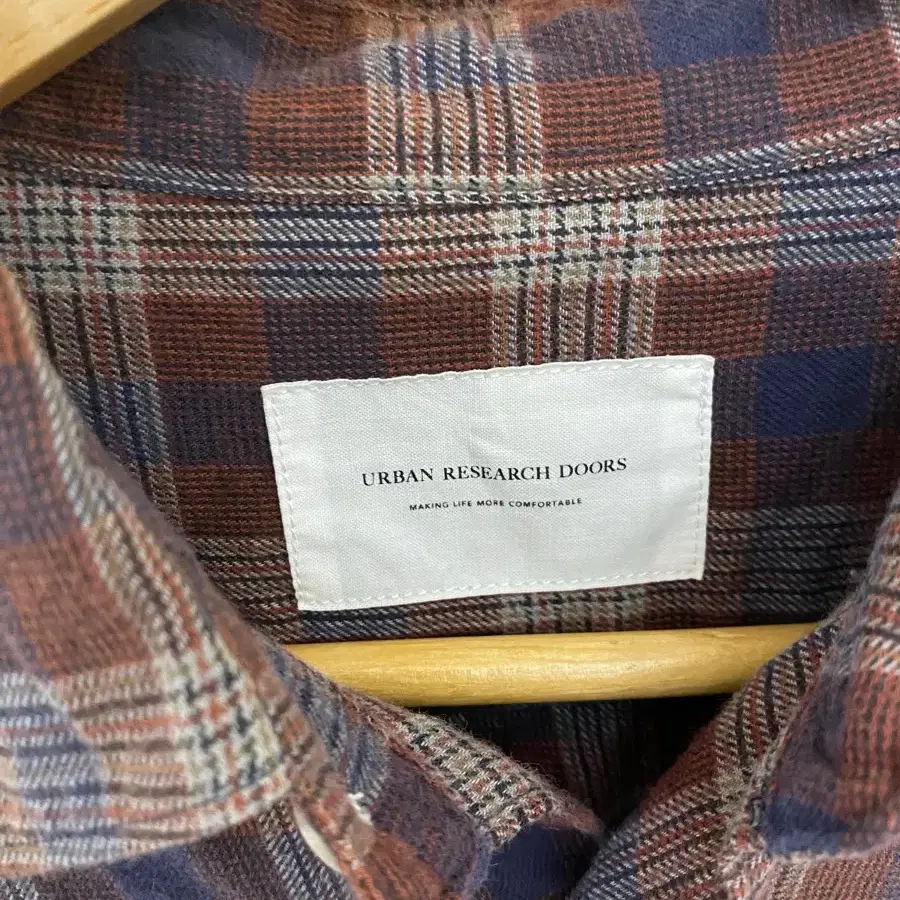 URBAN RESEARCH DOORS
MAKING LIFE MORE COMFORTABLE